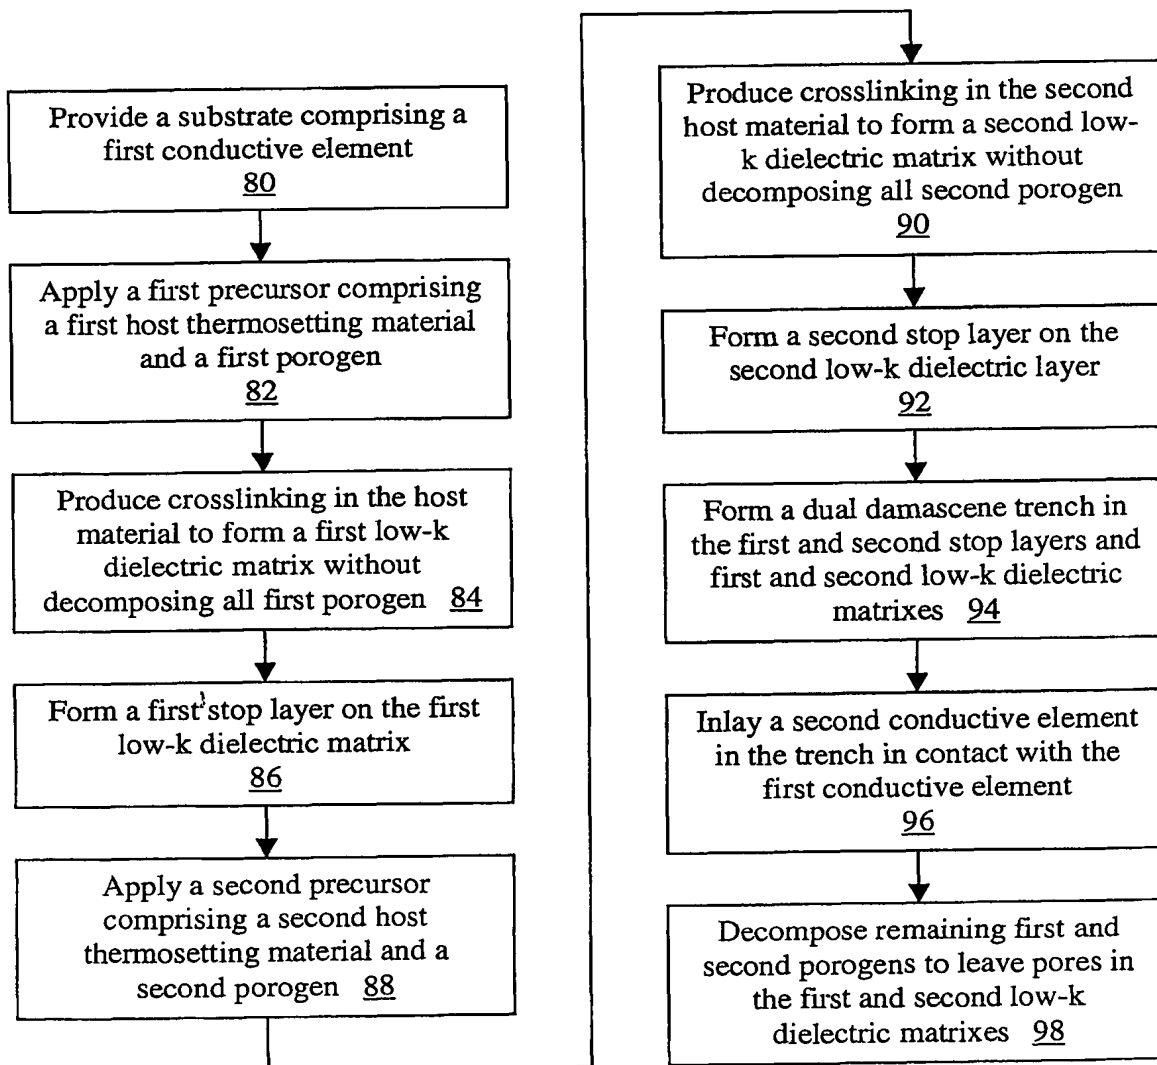 Provide a substrate comprising a
first conductive element
80
Apply a first precursor comprising
a first host thermosetting material
and a first porogen
82
Produce crosslinking in the host
material to form a first low-k
dielectric matrix without
decomposing all first porogen 84
Form a first stop layer on the first
low-k dielectric matrix
86
Apply a second precursor
comprising a second host
thermosetting material and a
second porogen 88
Produce crosslinking in the second
host material to form a second low-
k dielectric matrix without
decomposing all second porogen
90
Form a second stop layer on the
second low-k dielectric layer
92
Form a dual damascene trench in
the first and second stop layers and
first and second low-k dielectric
matrixes 94
Inlay a second conductive element
in the trench in contact with the
first conductive element
96
Decompose remaining first and
second porogens to leave pores in
the first and second low-k
dielectric matrixes 98